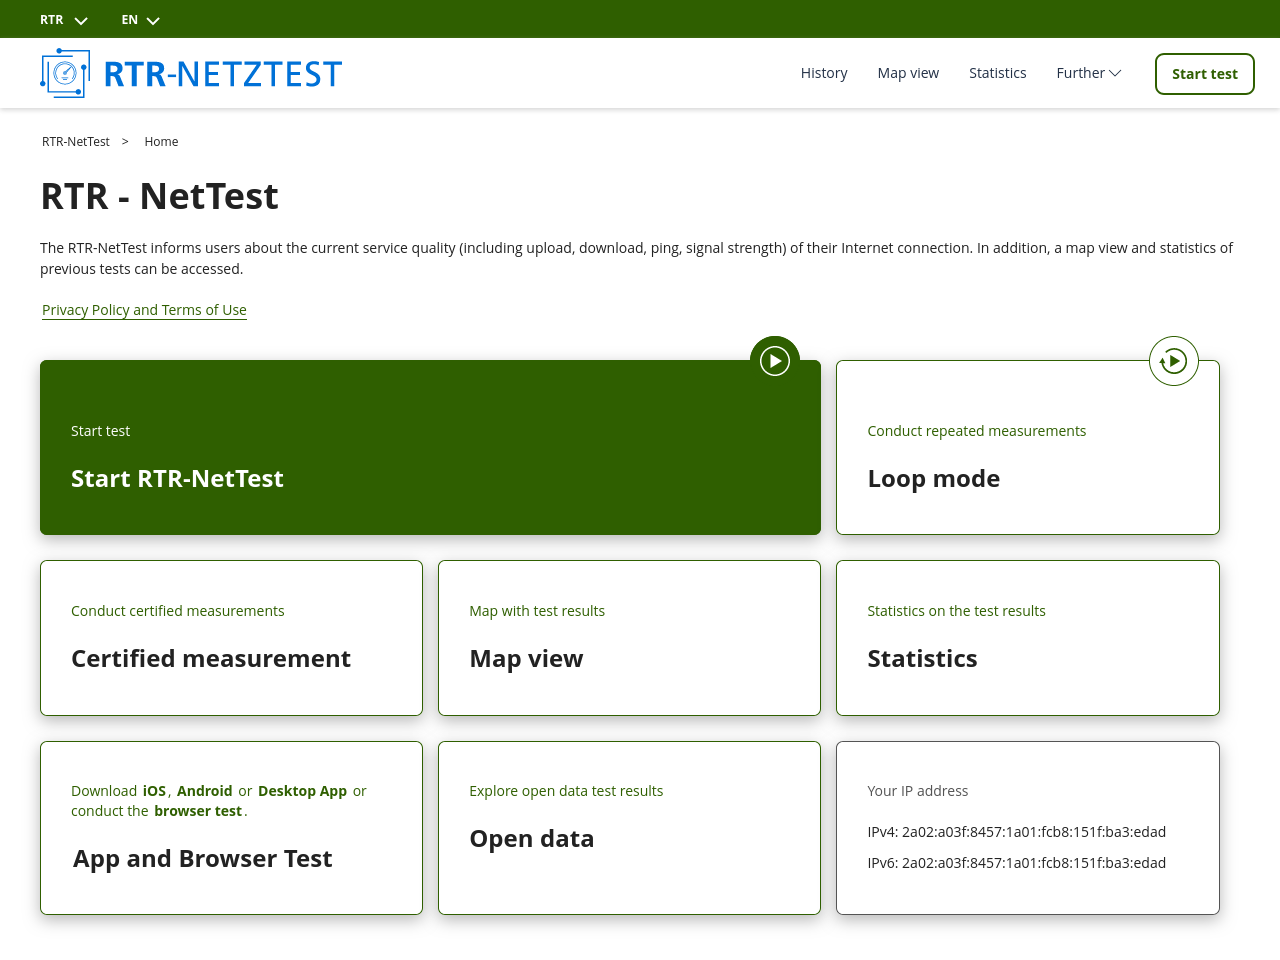 RTR EN
RTR-NETZTEST
History Map view Statistics Further Start test
RTR-NetTest > Home
RTR - NetTest
The RTR-NetTest informs users about the current service quality (including upload, download, ping, signal strength) of their Internet connection. In addition, a map view and statistics of
previous tests can be accessed.
Privacy Policy and Terms of Use
Start test
Start RTR-NetTest
Conduct repeated measurements
Loop mode
Conduct certified measurements
Certified measurement
Map with test results
Map view
Statistics on the test results
Statistics
Download iOS, Android or Desktop App or
conduct the browser test.
App and Browser Test
Explore open data test results
Open data
Your IP address
IPv4: 2a02:a03f:8457:1a01:fcb8:151f:ba3:edad
IPv6: 2a02:a03f:8457:1a01:fcb8:151f:ba3:edad